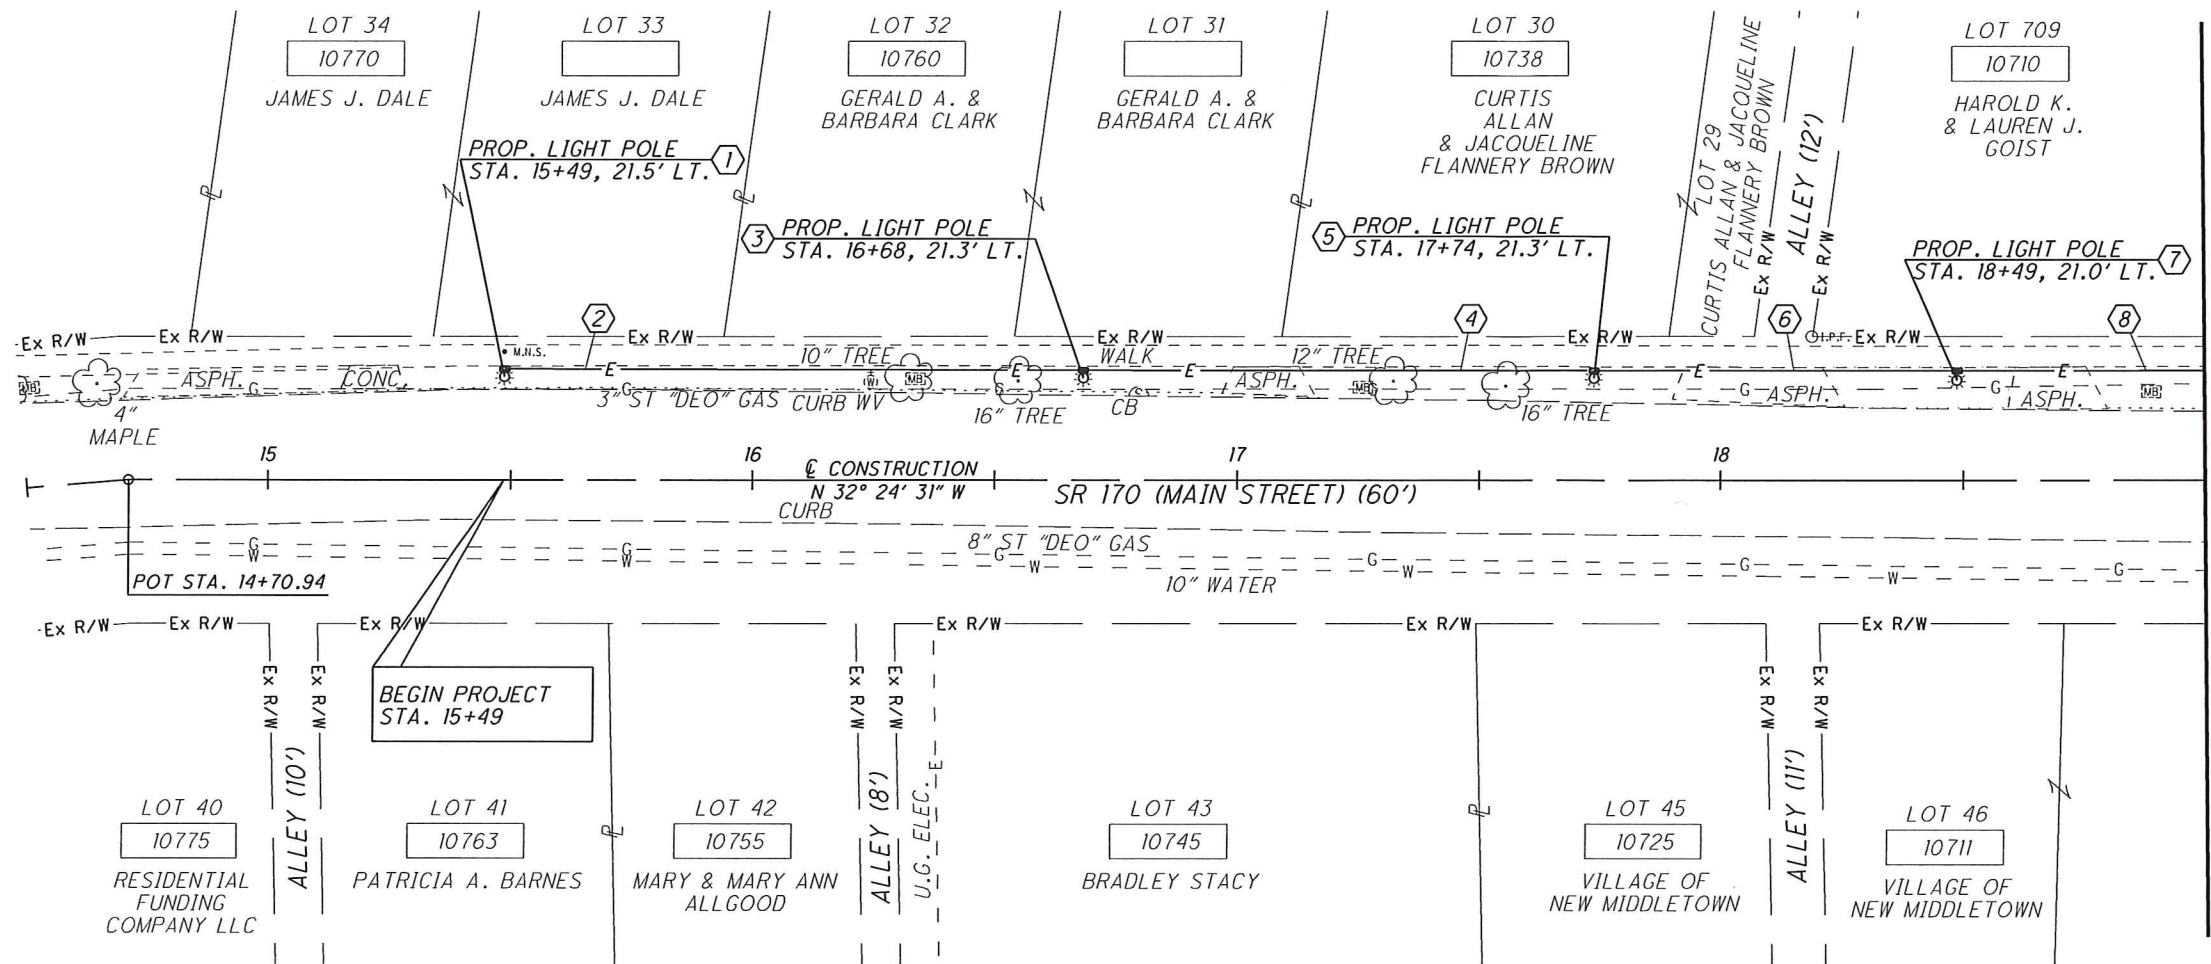 LOT 34
10770
JAMES J. DALE
LOT 33
JAMES J. DALE
LOT 32
10760
GERALD A. &
BARBARA CLARK
LOT 31
GERALD A. &
BARBARA CLARK
LOT 30
10738
CURTIS
ALLAN
& JACQUELINE
FLANNERY BROWN
LOT 29
CURTIS ALLAN & JACQUELINE
FLANNERY BROWN
ALLEY (12')
Ex R/W
Ex R/W
LOT 709
10710
HAROLD K.
& LAUREN J.
GOIST
PROP. LIGHT POLE
STA. 15+49, 21.5' LT.
1
3
PROP. LIGHT POLE
STA. 16+68, 21.3' LT.
5
PROP. LIGHT POLE
STA. 17+74, 21.3' LT.
PROP. LIGHT POLE
STA. 18+49, 21.0' LT.
7
PL
PL
PL
2
4
6
8
Ex R/W
Ex R/W
Ex R/W
Ex R/W
Ex R/W
I.P.F.
Ex R/W
M.N.S.
10" TREE
WALK
12" TREE
E
E
E
E
E
MB
ASPH.
G
CONC.
3" ST "DEO" GAS
G
CURB
WV
W
MB
G
16" TREE
CB
ASPH.
MB
16" TREE
G
ASPH.
G
ASPH.
MB
4"
MAPLE
15
16
17
18
℄ CONSTRUCTION
N 32° 24' 31" W
SR 170 (MAIN STREET) (60')
CURB
8" ST "DEO" GAS
G
G
G
G
G
G
W
W
W
W
W
10" WATER
POT STA. 14+70.94
Ex R/W
Ex R/W
Ex R/W
Ex R/W
Ex R/W
Ex R/W
BEGIN PROJECT
STA. 15+49
Ex R/W
Ex R/W
Ex R/W
Ex R/W
Ex R/W
Ex R/W
ALLEY (10')
ALLEY (8')
U.G. ELEC.
E
ALLEY (11')
PL
PL
LOT 40
10775
RESIDENTIAL
FUNDING
COMPANY LLC
LOT 41
10763
PATRICIA A. BARNES
LOT 42
10755
MARY & MARY ANN
ALLGOOD
LOT 43
10745
BRADLEY STACY
LOT 45
10725
VILLAGE OF
NEW MIDDLETOWN
LOT 46
10711
VILLAGE OF
NEW MIDDLETOWN